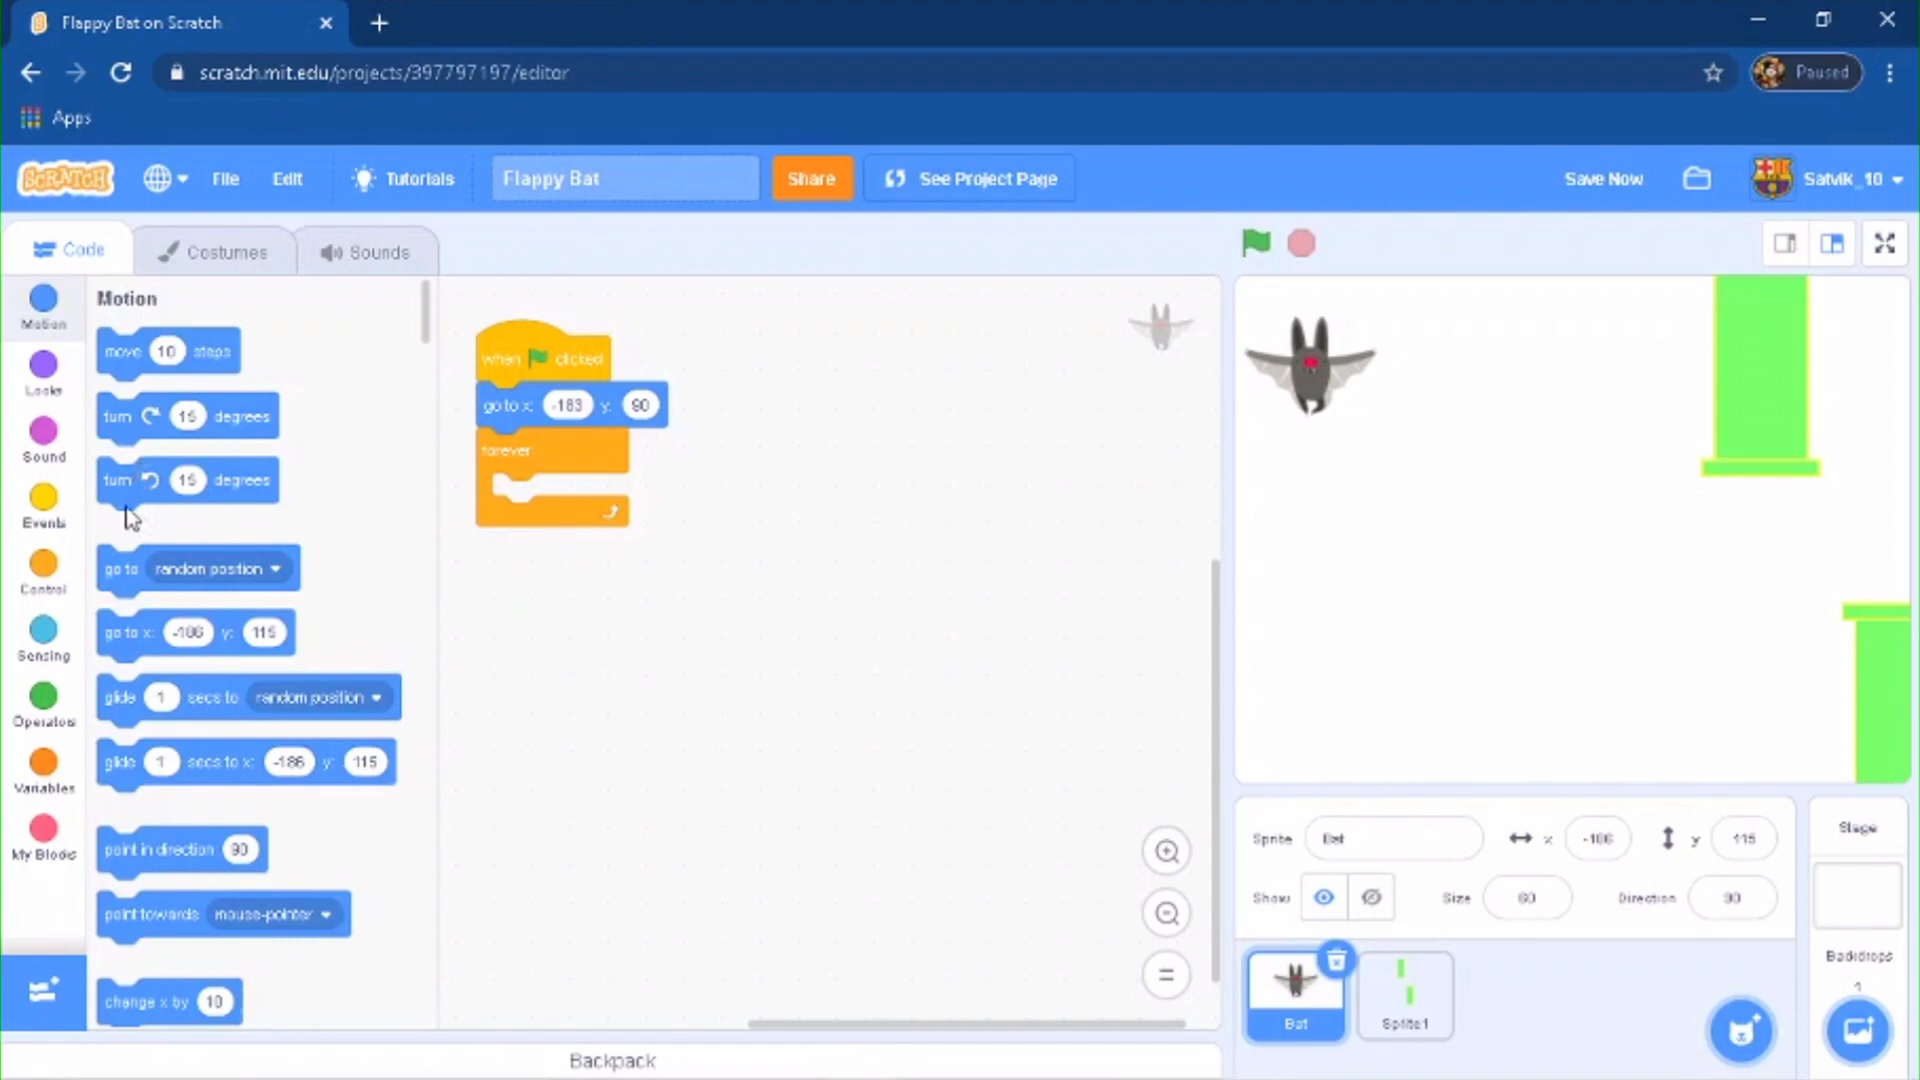 Flappy Bat on Scratch
scratch.mit.edu/projects/397797197/editor
Paused
Apps
SCRATCH
File
Edit
Tutorials
Flappy Bat
Share
See Project Page
Save Now
Satvik_10
Code
Costumes
Sounds
Motion
Looks
Sound
Events
Control
Sensing
Operators
Variables
My Blocks
Motion
move 10 steps
turn 15 degrees
turn 15 degrees
go to random position
go to x: -186 y: 115
glide 1 secs to random position
glide 1 secs to x: -186 y: 115
point in direction 90
point towards mouse-pointer
change x by 10
when clicked
go to x: -183 y: 90
forever
Backpack
Sprite Bat x -186 y 115
Show Size 60 Direction 90
Bat
Sprite1
Stage
Backdrops
1